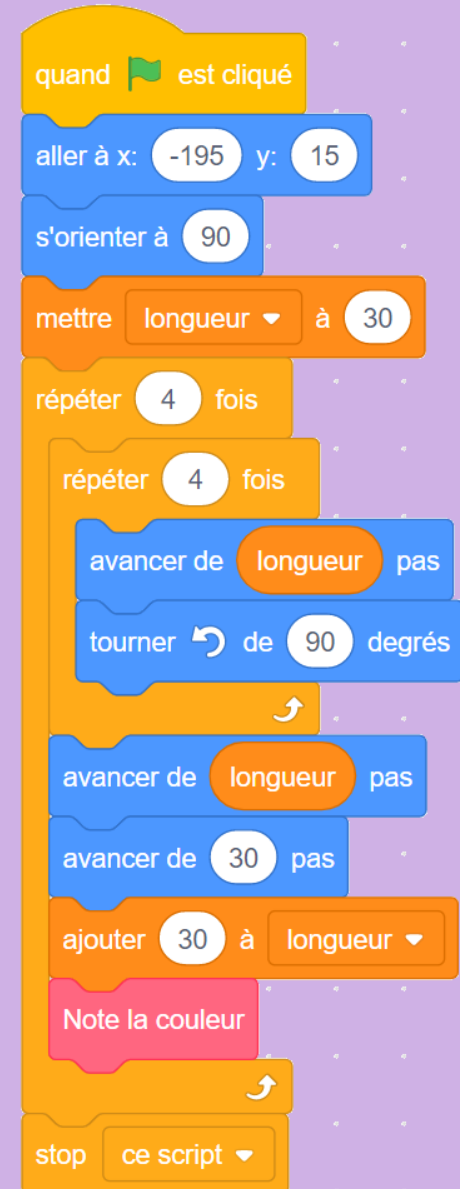 quand est cliqué
aller à x: -195 y: 15
s'orienter à 90
mettre longueur à 30
répéter 4 fois
répéter 4 fois
avancer de longueur pas
tourner de 90 degrés
avancer de longueur pas
avancer de 30 pas
ajouter 30 à longueur
Note la couleur
stop ce script